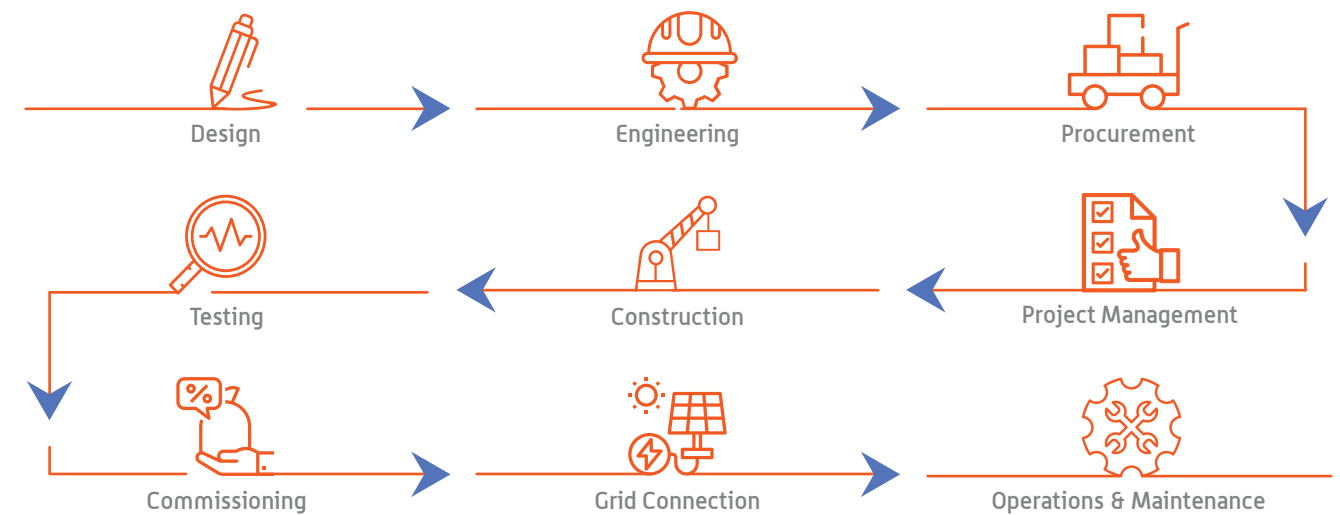 Design
Engineering
Procurement
Project Management
Construction
Testing
%
Commissioning
Grid Connection
Operations & Maintenance